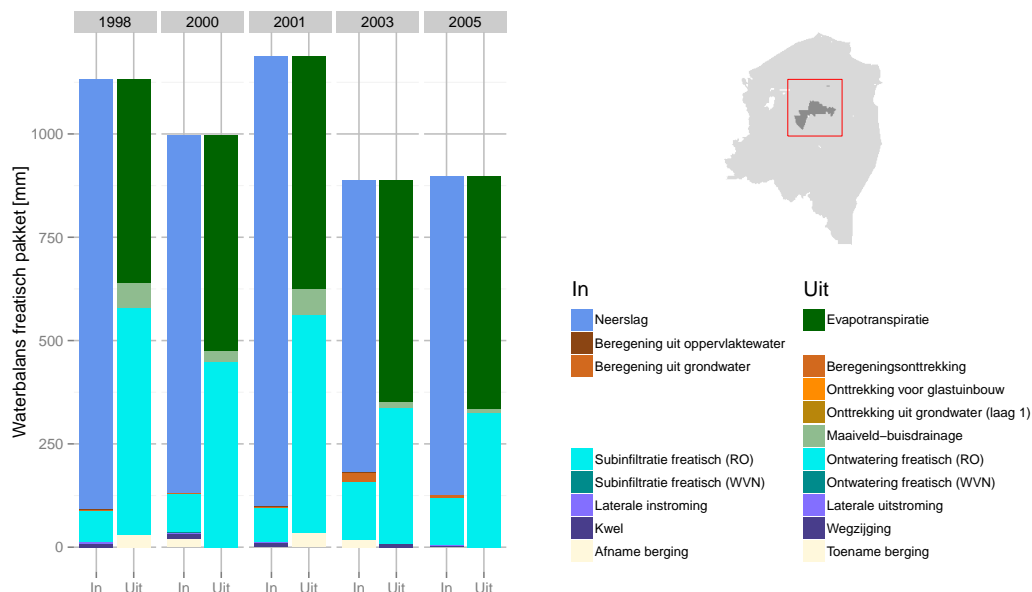 1998 2000 2001 2003 2005
Waterbalans freatisch pakket [mm]
1000
750
500
250
0
In Uit In Uit In Uit In Uit In Uit
In
Neerslag
Beregening uit oppervlaktewater
Beregening uit grondwater
Subinfiltratie freatisch (RO)
Subinfiltratie freatisch (WVN)
Laterale instroming
Kwel
Afname berging
Uit
Evapotranspiratie
Beregeningsonttrekking
Onttrekking voor glastuinbouw
Onttrekking uit grondwater (laag 1)
Maaiveld−buisdrainage
Ontwatering freatisch (RO)
Ontwatering freatisch (WVN)
Laterale uitstroming
Wegzijging
Toename berging